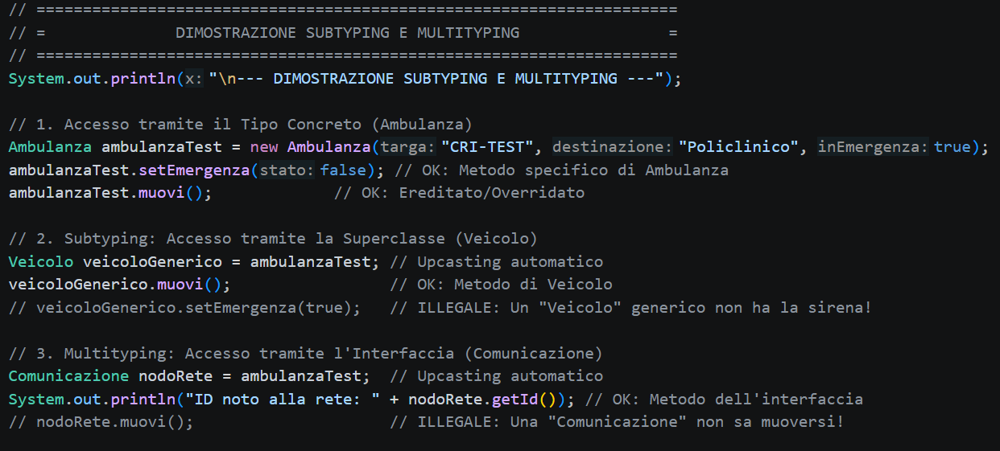 // =====================================================================
// =              DIMOSTRAZIONE SUBTYPING E MULTITYPING                =
// =====================================================================
System.out.println(x: "\n--- DIMOSTRAZIONE SUBTYPING E MULTITYPING ---");

// 1. Accesso tramite il Tipo Concreto (Ambulanza)
Ambulanza ambulanzaTest = new Ambulanza(targa: "CRI-TEST", destinazione: "Policlinico", inEmergenza: true);
ambulanzaTest.setEmergenza(stato: false); // OK: Metodo specifico di Ambulanza
ambulanzaTest.muovi();             // OK: Ereditato/Overridato

// 2. Subtyping: Accesso tramite la Superclasse (Veicolo)
Veicolo veicoloGenerico = ambulanzaTest; // Upcasting automatico
veicoloGenerico.muovi();                 // OK: Metodo di Veicolo
// veicoloGenerico.setEmergenza(true);   // ILLEGALE: Un "Veicolo" generico non ha la sirena!

// 3. Multityping: Accesso tramite l'Interfaccia (Comunicazione)
Comunicazione nodoRete = ambulanzaTest;  // Upcasting automatico
System.out.println("ID noto alla rete: " + nodoRete.getId()); // OK: Metodo dell'interfaccia
// nodoRete.muovi();                     // ILLEGALE: Una "Comunicazione" non sa muoversi!